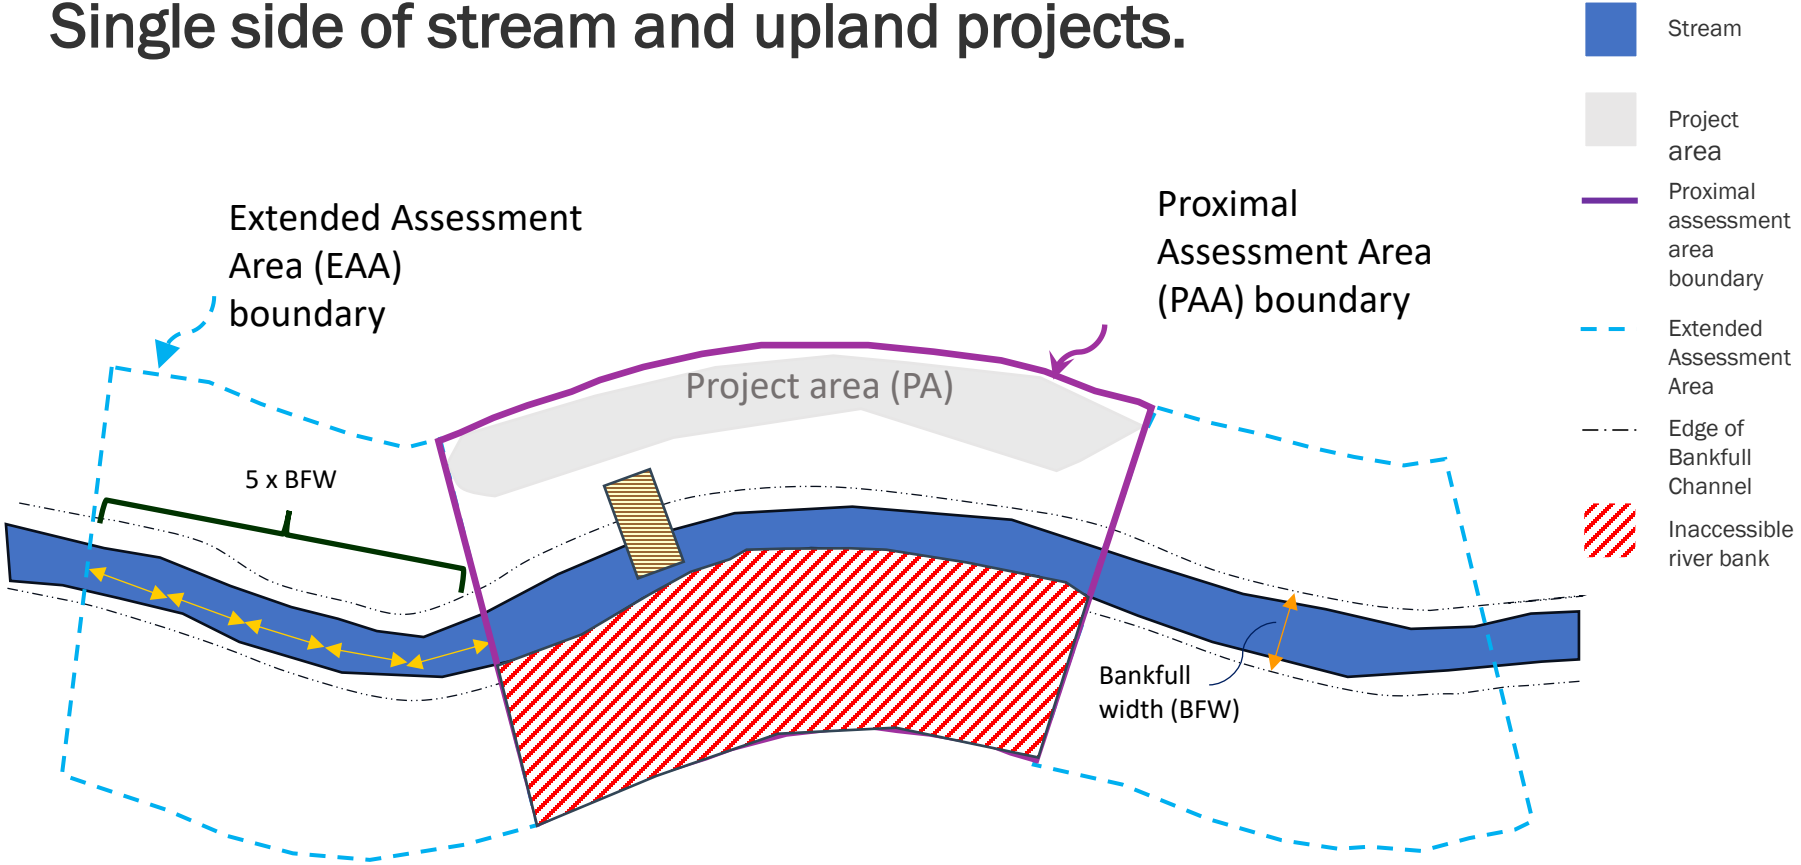 Single side of stream and upland projects.
Stream
Project
area
Proximal
assessment
area
boundary
Extended
Assessment
Area
Edge of
Bankfull
Channel
Inaccessible
river bank
Extended Assessment
Area (EAA)
boundary
Proximal
Assessment Area
(PAA) boundary
Project area (PA)
5 x BFW
Bankfull
width (BFW)